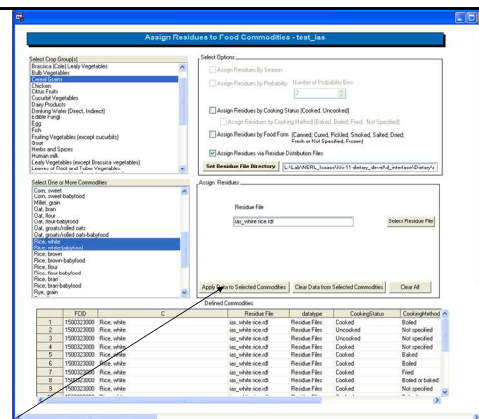 Assign Residues to Food Commodities - test_ias
Select Crop Group(s)
Brassica (Cole) Leafy Vegetables
Bulb Vegetables
Cereal Grains
Chicken
Citrus Fruits
Cucurbit Vegetables
Dairy Products
Drinking Water (Direct, Indirect)
Edible Fungi
Egg
Fish
Fruiting Vegetables (except cucurbits)
Goat
Herbs and Spices
Human milk
Leafy Vegetables (except Brassica vegetables)
Leaves of Root and Tuber Vegetables
Select Options
Assign Residues By Season
Assign Residues by Probability Number of Probability Bins
2
Assign Residues by Cooking Status (Cooked, Uncooked)
Assign Residues by Cooking Method (Baked, Boiled, Fried, Not Specified)
Assign Residues by Food Form (Canned; Cured; Pickled; Smoked; Salted; Dried;
Fresh or Not Specified; Frozen)
Assign Residues via Residue Distribution Files
Set Residue File Directory
Select One or More Commodities
Corn, sweet
Corn, sweet-babyfood
Millet, grain
Oat, bran
Oat, flour
Oat, flour-babyfood
Oat, groats/rolled oats
Oat, groats/rolled oats-babyfood
Rice, white
Rice, white-babyfood
Rice, brown
Rice, brown-babyfood
Rice, flour
Rice, flour-babyfood
Rice, bran
Rice, bran-babyfood
Rye, grain
Assign Residues
Residue File
ias_white rice.rdf
Select Residue File
Apply Data to Selected Commodities Clear Data from Selected Commodities Clear All
Defined Commodities
FCID C Residue File datatype CookingStatus CookingMethod
1 1500323000 Rice, white ias_white rice.rdf Residue Files Cooked Boiled
2 1500323000 Rice, white ias_white rice.rdf Residue Files Uncooked Not specified
3 1500323000 Rice, white ias_white rice.rdf Residue Files Uncooked Not specified
4 1500323000 Rice, white ias_white rice.rdf Residue Files Cooked Not specified
5 1500323000 Rice, white ias_white rice.rdf Residue Files Cooked Baked
6 1500323000 Rice, white ias_white rice.rdf Residue Files Cooked Boiled
7 1500323000 Rice, white ias_white rice.rdf Residue Files Cooked Fried
8 1500323000 Rice, white ias_white rice.rdf Residue Files Cooked Boiled or baked
9 1500323000 Rice, white ias_white rice.rdf Residue Files Cooked Not specified